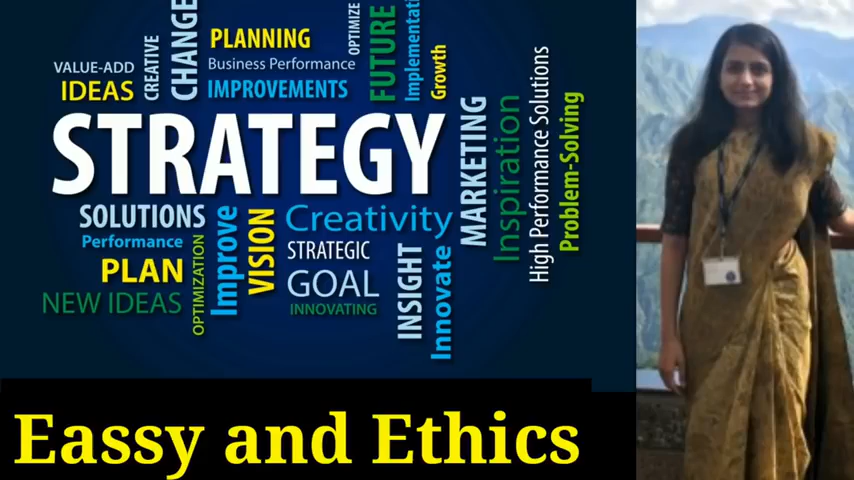 CHANGE
CREATIVE
VALUE-ADD
IDEAS
PLANNING
Business Performance
IMPROVEMENTS
OPTIMIZE
FUTURE
Growth
STRATEGY
MARKETING
Inspiration
High Performance Solutions
Problem-Solving
SOLUTIONS
Performance
PLAN
NEW IDEAS
OPTIMIZATION
Improve
VISION
Creativity
STRATEGIC
GOAL
INNOVATING
INSIGHT
Innovate
Eassy and Ethics